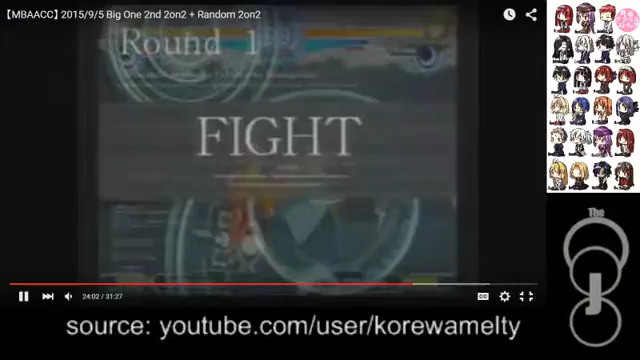 【MBAACC】2015/9/5 Big One 2nd 2on2 + Random 2on2
Round 1
FIGHT
24:02 / 31:27
CC
source: youtube.com/user/korewamelty
The
J